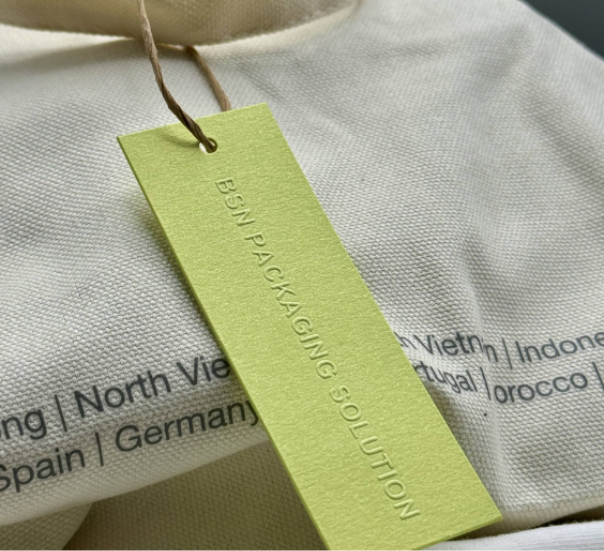 BSN PACKAGING SOLUTION
ng | North Vie h Vietn n | Indone
Spain | Germany rtugal | orocco |